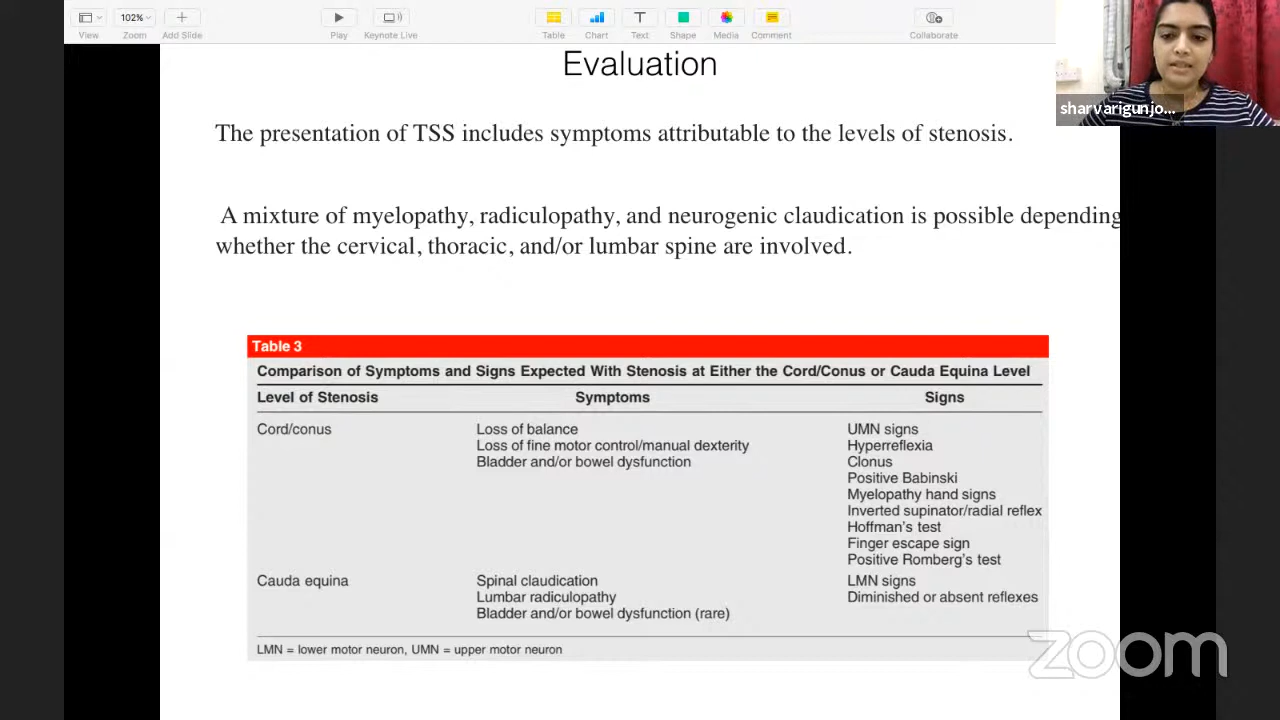 102%
View Zoom Add Slide Play Keynote Live Table Chart Text Shape Media Comment Collaborate
sharvarigunjo...
Evaluation
The presentation of TSS includes symptoms attributable to the levels of stenosis.
A mixture of myelopathy, radiculopathy, and neurogenic claudication is possible depending
whether the cervical, thoracic, and/or lumbar spine are involved.
Table 3
Comparison of Symptoms and Signs Expected With Stenosis at Either the Cord/Conus or Cauda Equina Level
Level of Stenosis Symptoms Signs
Cord/conus Loss of balance UMN signs
Loss of fine motor control/manual dexterity Hyperreflexia
Bladder and/or bowel dysfunction Clonus
Positive Babinski
Myelopathy hand signs
Inverted supinator/radial reflex
Hoffman's test
Finger escape sign
Positive Romberg's test
Cauda equina Spinal claudication LMN signs
Lumbar radiculopathy Diminished or absent reflexes
Bladder and/or bowel dysfunction (rare)
LMN = lower motor neuron, UMN = upper motor neuron
zoom